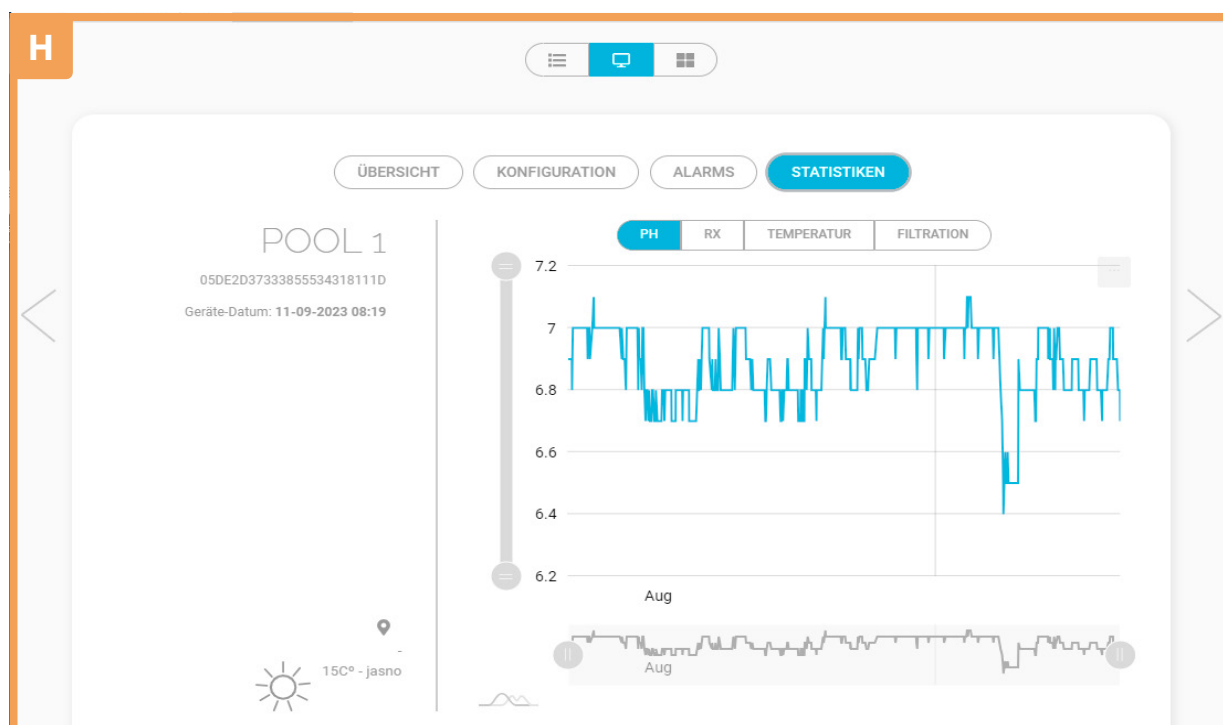 H
ÜBERSICHT KONFIGURATION ALARMS STATISTIKEN
POOL 1
05DE2D37333855534318111D
Geräte-Datum: 11-09-2023 08:19
PH RX TEMPERATUR FILTRATION
7.2
7
6.8
6.6
6.4
6.2
Aug
Aug
-
15Cº - jasno